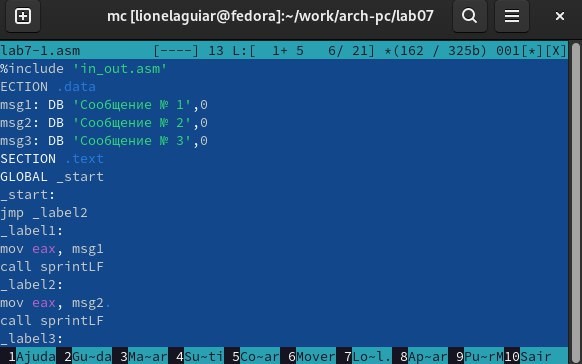 mc [lionelaguiar@fedora]:~/work/arch-pc/lab07
lab7-1.asm [----] 13 L:[ 1+ 5 6/ 21] *(162 / 325b) 001[*][X]
%include 'in_out.asm'
ECTION .data
msg1: DB 'Сообщение № 1',0
msg2: DB 'Сообщение № 2',0
msg3: DB 'Сообщение № 3',0
SECTION .text
GLOBAL _start
_start:
jmp _label2
_label1:
mov eax, msg1
call sprintLF
_label2:
mov eax, msg2
call sprintLF
_label3:
1Ajuda 2Gu~da 3Ma~ar 4Su~ti 5Co~ar 6Mover 7Lo~l. 8Ap~ar 9Pu~rM 10Sair